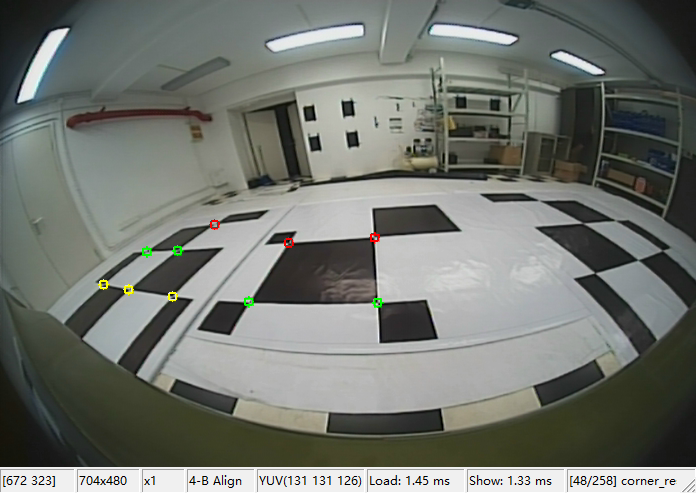 [672 323] 704x480 x1 4-B Align YUV(131 131 126) Load: 1.45 ms Show: 1.33 ms [48/258] corner_re